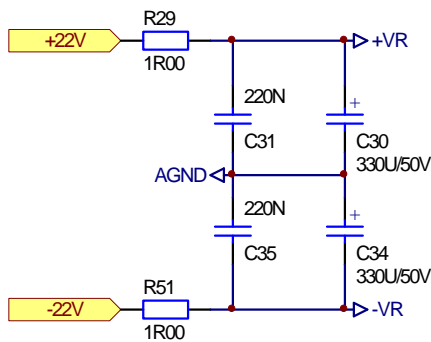 R29
+22V
+VR
1R00
220N
+
C31
C30
330U/50V
AGND
220N
+
C35
C34
330U/50V
R51
-22V
-VR
1R00